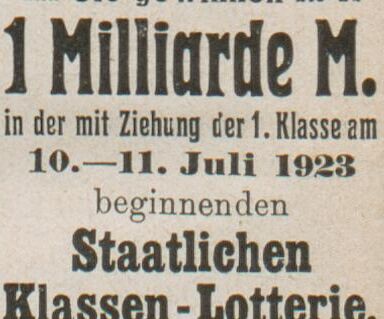 1 Milliarde M.
in der mit Ziehung der 1. Klasse am
10.—11. Juli 1923
beginnenden
Staatlichen
Klassen-Lotterie.